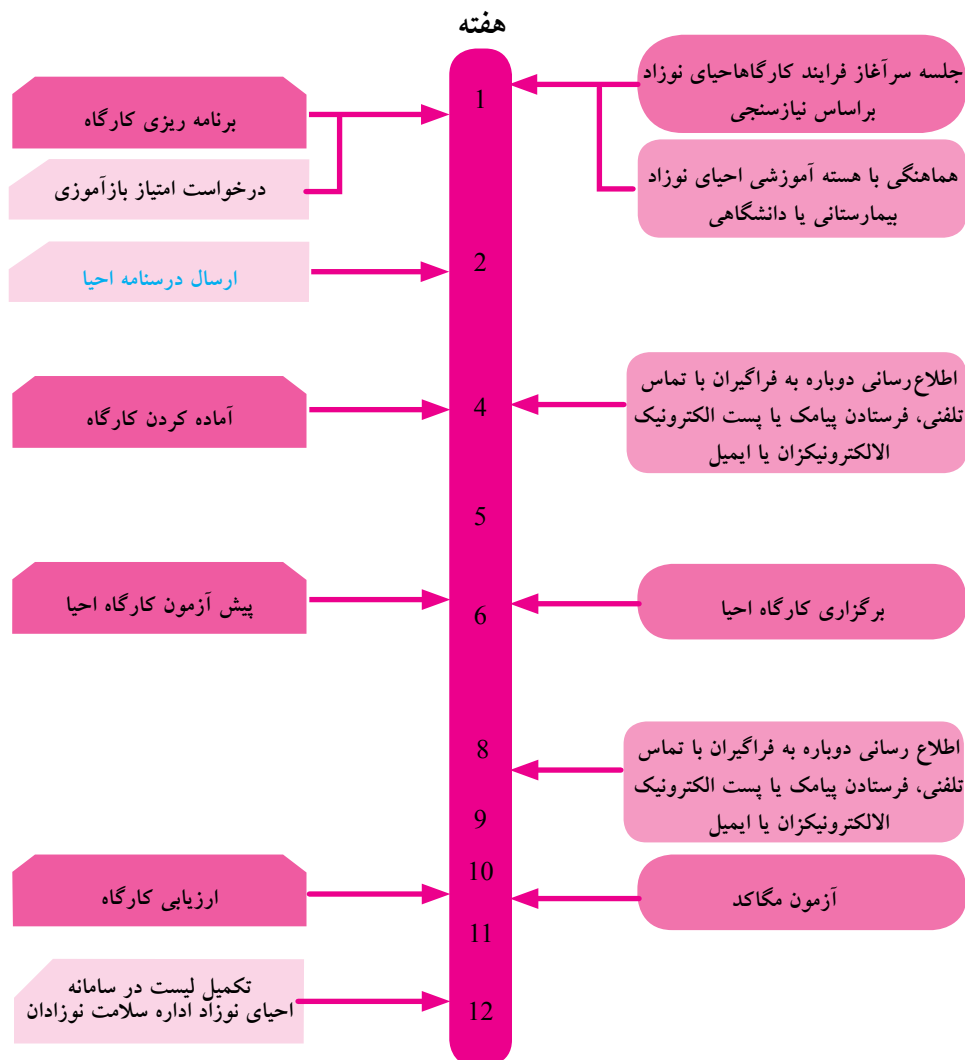 هفته
جلسه سرآغاز فرایند کارگاهاحیای نوزاد
براساس نیازسنجی
1
برنامه ریزی کارگاه
هماهنگی با هسته آموزشی احیای نوزاد
بیمارستانی یا دانشگاهی
درخواست امتیاز بازآموزی
2
ارسال درسنامه احیا
اطلاع‌رسانی دوباره به فراگیران با تماس
تلفنی، فرستادن پیامک یا پست الکترونیک
الالکترونیکزان یا ایمیل
4
آماده کردن کارگاه
5
برگزاری کارگاه احیا
6
پیش آزمون کارگاه احیا
اطلاع رسانی دوباره به فراگیران با تماس
تلفنی، فرستادن پیامک یا پست الکترونیک
الالکترونیکزان یا ایمیل
8
9
10
آزمون مگاکد
ارزیابی کارگاه
11
12
تکمیل لیست در سامانه
احیای نوزاد اداره سلامت نوزادان